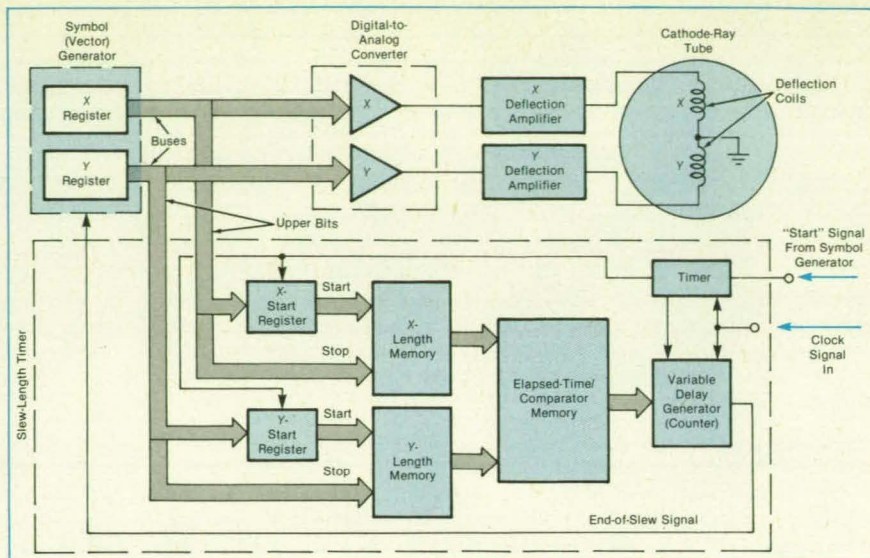 Symbol
(Vector)
Generator
Digital-to-
Analog
Converter
Cathode-Ray
Tube
X
Register
Buses
Y
Register
X
Y
X
Deflection
Amplifier
Y
Deflection
Amplifier
X
Y
Deflection
Coils
Upper Bits
"Start" Signal
From Symbol
Generator
Timer
Clock
Signal
In
Slew-Length Timer
X-
Start
Register
Start
Stop
X-
Length
Memory
Y-
Start
Register
Start
Stop
Y-
Length
Memory
Elapsed-Time/
Comparator
Memory
Variable
Delay
Generator
(Counter)
End-of-Slew Signal